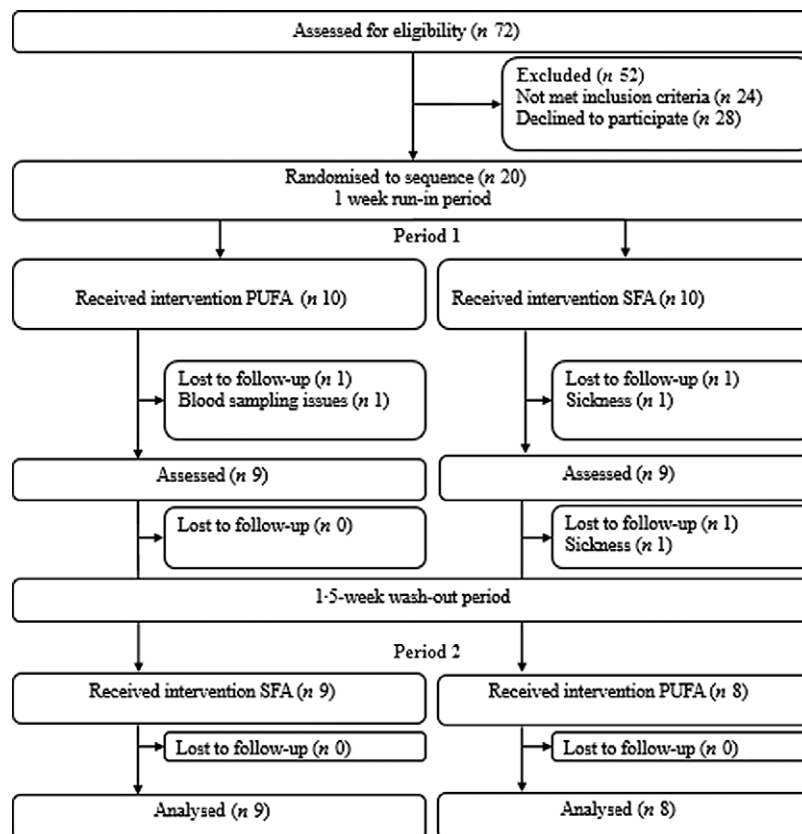 Assessed for eligibility (n 72)
Excluded (n 52)
Not met inclusion criteria (n 24)
Declined to participate (n 28)
Randomised to sequence (n 20)
1 week run-in period
Period 1
Received intervention PUFA (n 10)
Received intervention SFA (n 10)
Lost to follow-up (n 1)
Blood sampling issues (n 1)
Lost to follow-up (n 1)
Sickness (n 1)
Assessed (n 9)
Assessed (n 9)
Lost to follow-up (n 0)
Lost to follow-up (n 1)
Sickness (n 1)
1·5-week wash-out period
Period 2
Received intervention SFA (n 9)
Received intervention PUFA (n 8)
Lost to follow-up (n 0)
Lost to follow-up (n 0)
Analysed (n 9)
Analysed (n 8)